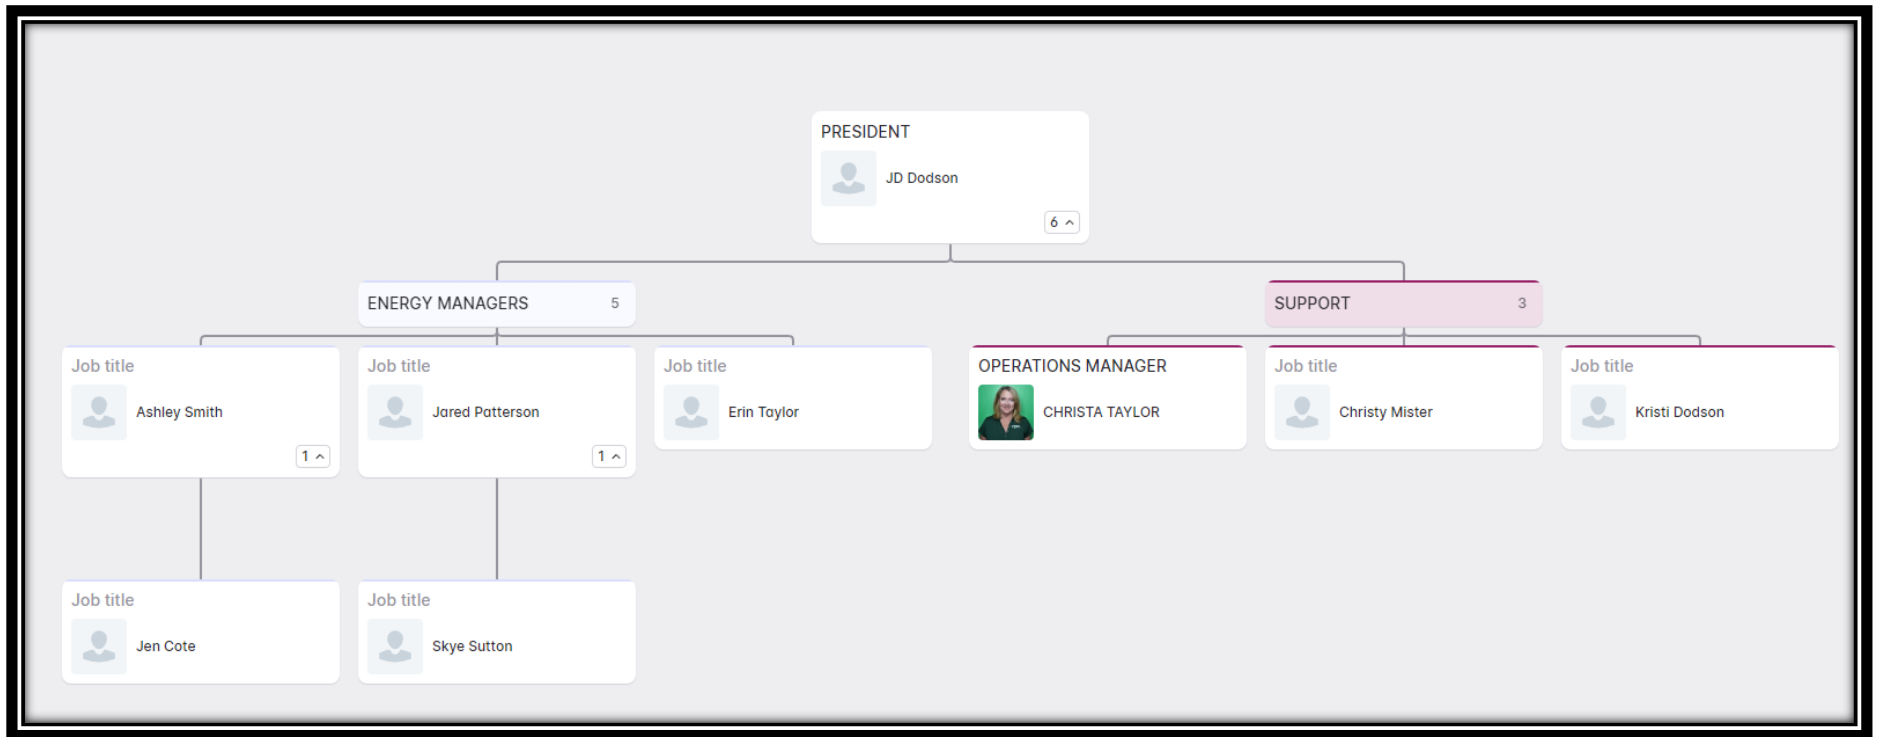 PRESIDENT
JD Dodson
6
ENERGY MANAGERS 5
SUPPORT 3
Job title
Ashley Smith
1
Job title
Jared Patterson
1
Job title
Erin Taylor
OPERATIONS MANAGER
CHRISTA TAYLOR
Job title
Christy Mister
Job title
Kristi Dodson
Job title
Jen Cote
Job title
Skye Sutton